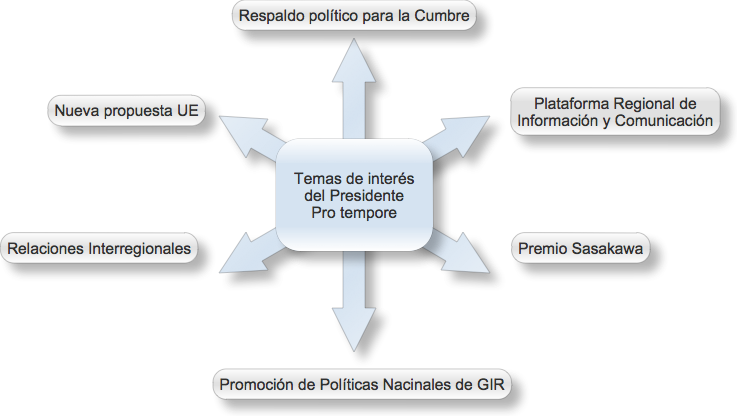 Respaldo político para la Cumbre
Nueva propuesta UE
Plataforma Regional de
Información y Comunicación
Temas de interés
del Presidente
Pro tempore
Relaciones Interregionales
Premio Sasakawa
Promoción de Políticas Nacinales de GIR